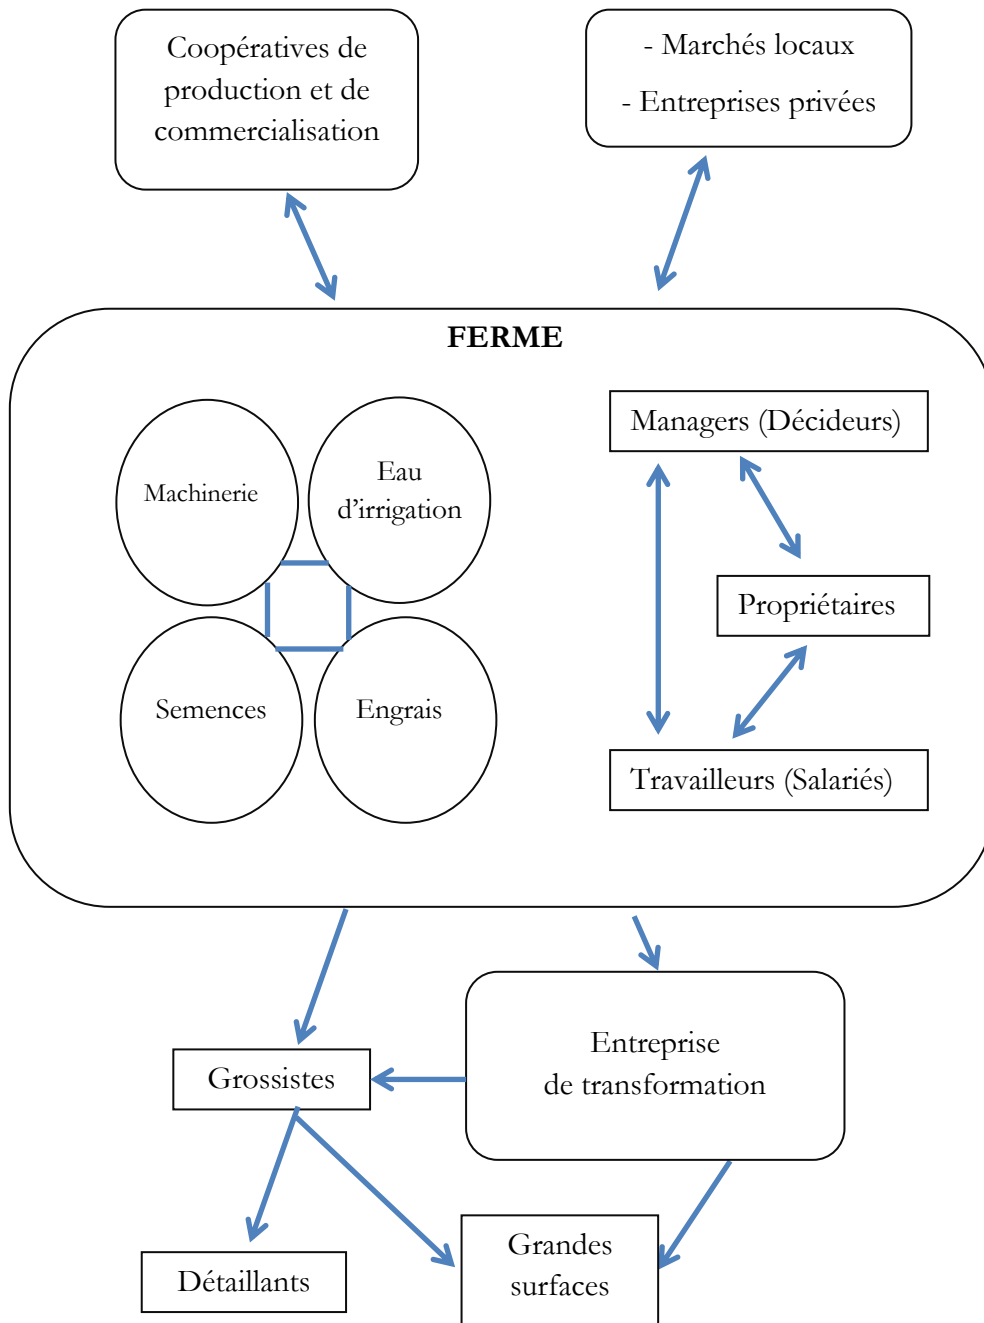 Coopératives de
production et de
commercialisation
- Marchés locaux
- Entreprises privées
FERME
Machinerie
Eau
d’irrigation
Semences
Engrais
Managers (Décideurs)
Propriétaires
Travailleurs (Salariés)
Grossistes
Entreprise
de transformation
Détaillants
Grandes
surfaces